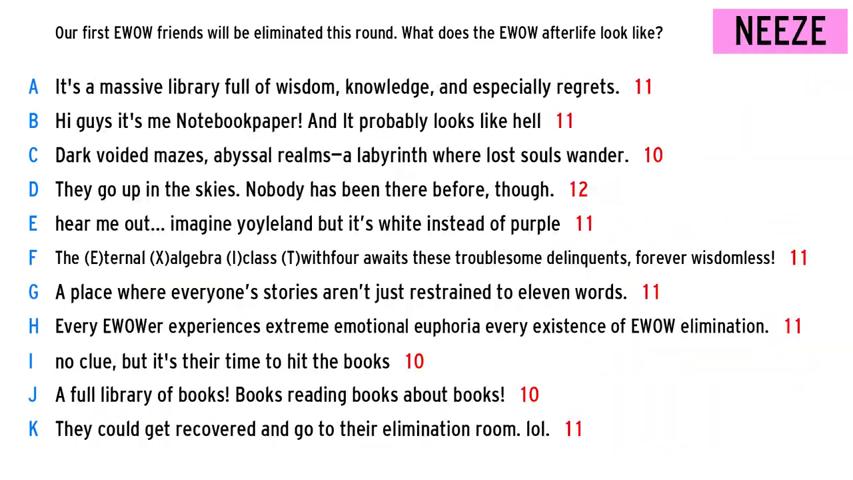 Our first EWOW friends will be eliminated this round. What does the EWOW afterlife look like?
NEEZE
A It's a massive library full of wisdom, knowledge, and especially regrets. 11
B Hi guys it's me Notebookpaper! And It probably looks like hell 11
C Dark voided mazes, abyssal realms—a labyrinth where lost souls wander. 10
D They go up in the skies. Nobody has been there before, though. 12
E hear me out... imagine yoyleland but it’s white instead of purple 11
F The (E)ternal (X)algebra (I)class (T)withfour awaits these troublesome delinquents, forever wisdomless! 11
G A place where everyone’s stories aren’t just restrained to eleven words. 11
H Every EWOWer experiences extreme emotional euphoria every existence of EWOW elimination. 11
I no clue, but it's their time to hit the books 10
J A full library of books! Books reading books about books! 10
K They could get recovered and go to their elimination room. lol. 11